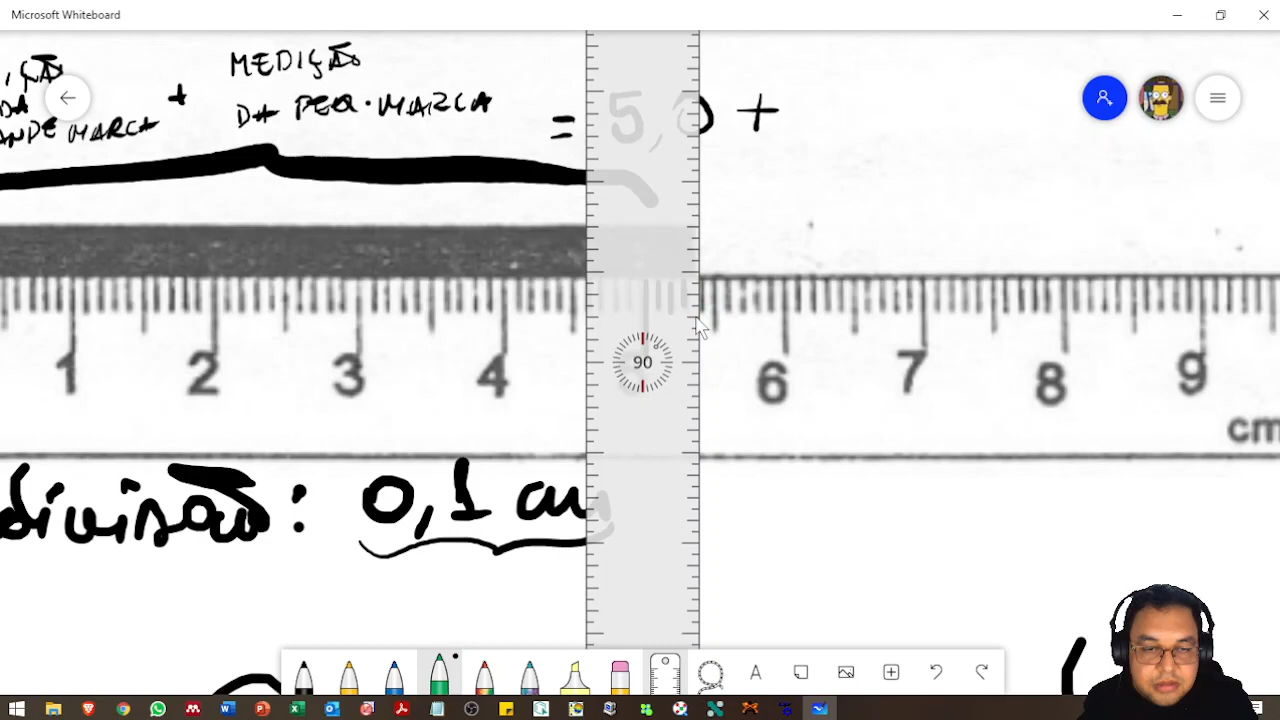 Microsoft Whiteboard
MEDIÇÃO
+ DA PEQ. MARCA = 5,0 +
MARCA
90
1 2 3 4 6 7 8 9
cm
divisão: 0,1 cm
A